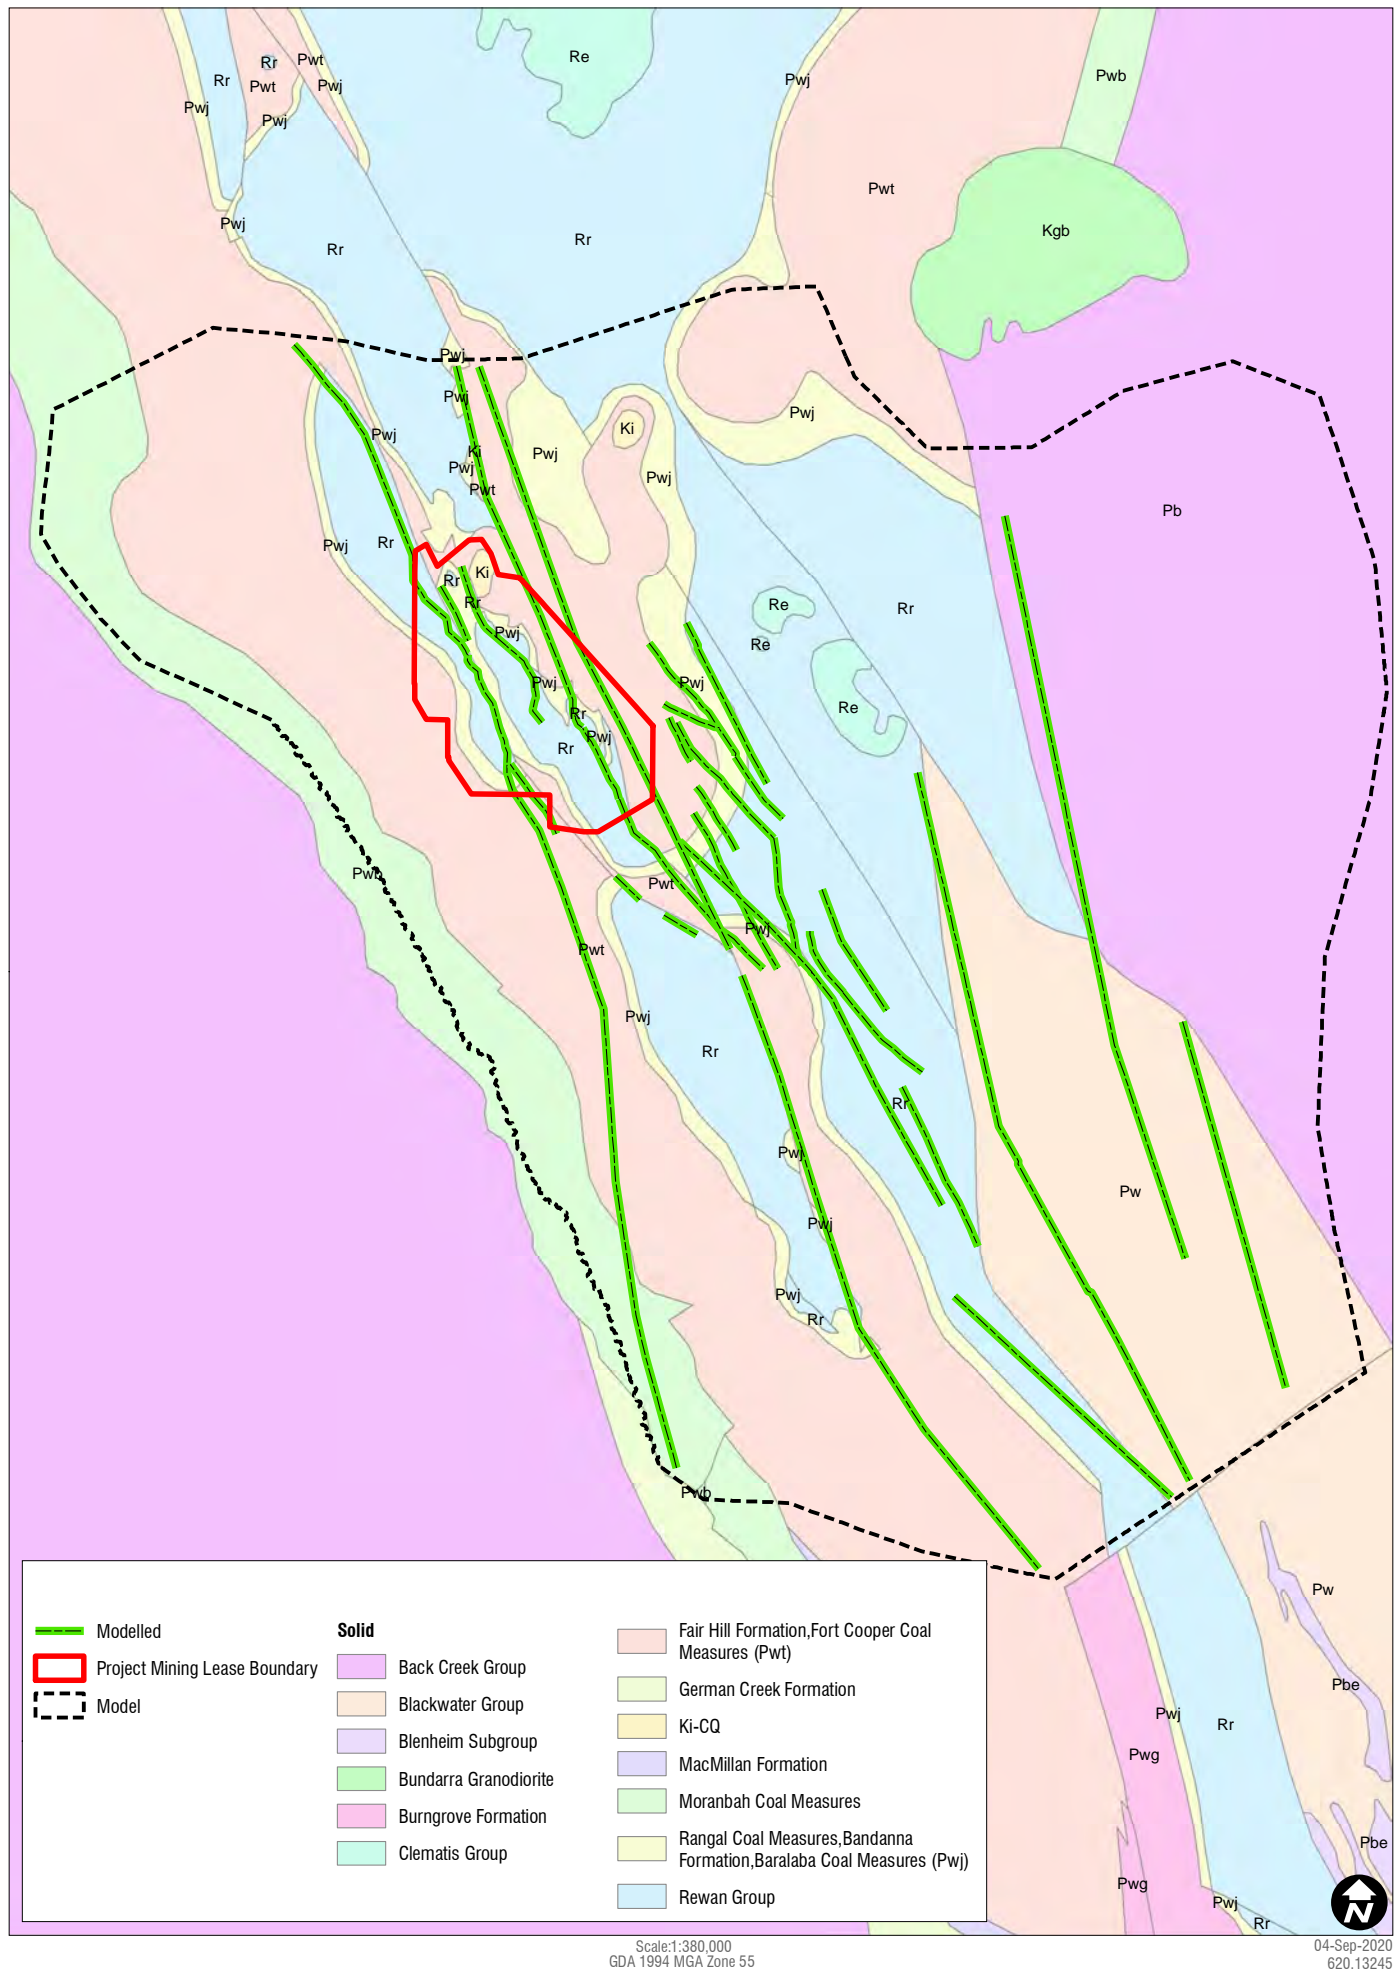 Re
Rr
Pwt
Rr
Pwt
Pwj
Pwj
Pwb
Rr
Pwj
Pwj
Pwt
Pwj
Kgb
Rr
Rr
Pwj
Pwj
Pwj
Ki
Pwj
Ki
Pwj
Pwj
Pwj
Pwt
Pb
Pwj
Rr
Ki
Rr
Rr
Re
Rr
Pwj
Re
Pwj
Pwj
Re
Rr
Pwj
Rr
Pwb
Pwt
Pwj
Pwt
Pwj
Rr
Rr
Pwj
Pw
Pwj
Pwj
Rr
Pwb
Pw
Pbe
Pwj
Rr
Pwg
Pbe
Pwg
Pwj
Rr
Modelled
Project Mining Lease Boundary
Model
Solid
Back Creek Group
Blackwater Group
Blenheim Subgroup
Bundarra Granodiorite
Burngrove Formation
Clematis Group
Fair Hill Formation,Fort Cooper Coal
Measures (Pwt)
German Creek Formation
Ki-CQ
MacMillan Formation
Moranbah Coal Measures
Rangal Coal Measures,Bandanna
Formation,Baralaba Coal Measures (Pwj)
Rewan Group
N
Scale:1:380,000
GDA 1994 MGA Zone 55
04-Sep-2020
620.13245